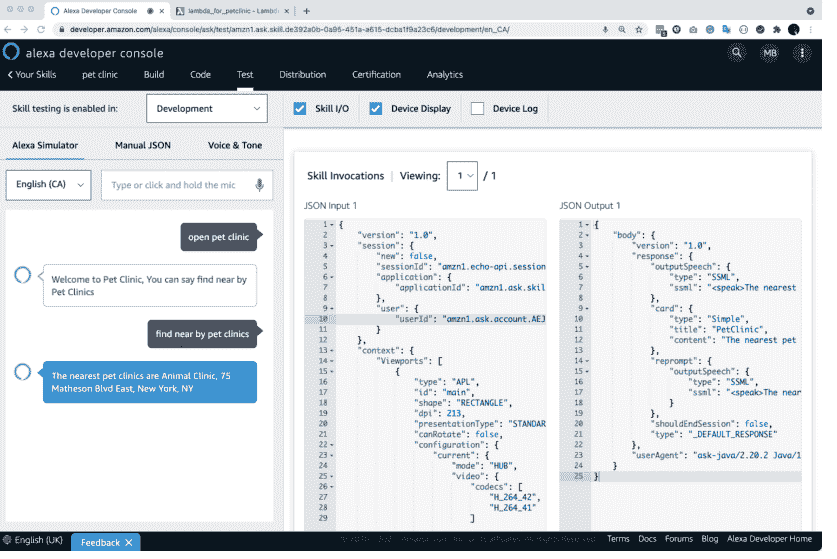 Alexa Developer Console
lambda_for_petclinic - Lambda
developer.amazon.com/alexa/console/ask/test/amzn1.ask.skill.de392a0b-0a95-451a-a615-dcba1f9a23c6/development/en_CA/
alexa developer console
MB
Your Skills pet clinic Build Code Test Distribution Certification Analytics
Skill testing is enabled in: Development Skill I/O Device Display Device Log
Alexa Simulator Manual JSON Voice & Tone
English (CA) Type or click and hold the mic
open pet clinic
Welcome to Pet Clinic, You can say find near by
Pet Clinics
find near by pet clinics
The nearest pet clinics are Animal Clinic, 75
Matheson Blvd East, New York, NY
Skill Invocations | Viewing: 1 / 1
JSON Input 1
1 {
2 "version": "1.0",
3 "session": {
4 "new": false,
5 "sessionId": "amzn1.echo-api.session
6 "application": {
7 "applicationId": "amzn1.ask.skil
8 },
9 "user": {
10 "userId": "amzn1.ask.account.AEJ
11 }
12 },
13 "context": {
14 "Viewports": [
15 {
16 "type": "APL",
17 "id": "main",
18 "shape": "RECTANGLE",
19 "dpi": 213,
20 "presentationType": "STANDAR
21 "canRotate": false,
22 "configuration": {
23 "current": {
24 "mode": "HUB",
25 "video": {
26 "codecs": [
27 "H_264_42",
28 "H_264_41"
29 ]
JSON Output 1
1 {
2 "body": {
3 "version": "1.0",
4 "response": {
5 "outputSpeech": {
6 "type": "SSML",
7 "ssml": "<speak>The nearest
8 },
9 "card": {
10 "type": "Simple",
11 "title": "PetClinic",
12 "content": "The nearest pet
13 },
14 "reprompt": {
15 "outputSpeech": {
16 "type": "SSML",
17 "ssml": "<speak>The near
18 }
19 },
20 "shouldEndSession": false,
21 "type": "_DEFAULT_RESPONSE"
22 },
23 "userAgent": "ask-java/2.20.2 Java/1
24 }
25 }
English (UK) Feedback Terms Docs Forums Blog Alexa Developer Home